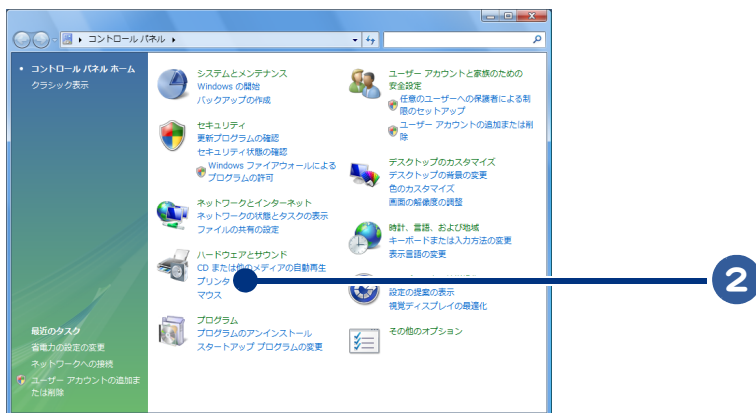 コントロール パネル
コントロール パネル ホーム
クラシック表示
システムとメンテナンス
Windows の開始
バックアップの作成
セキュリティ
更新プログラムの確認
セキュリティ状態の確認
Windows ファイアウォールによる
プログラムの許可
ネットワークとインターネット
ネットワークの状態とタスクの表示
ファイルの共有の設定
ハードウェアとサウンド
CD または他のメディアの自動再生
プリンタ
マウス
プログラム
プログラムのアンインストール
スタートアップ プログラムの変更
ユーザー アカウントと家族のための
安全設定
任意のユーザーへの保護者による制
限のセットアップ
ユーザー アカウントの追加または削
除
デスクトップのカスタマイズ
デスクトップの背景の変更
色のカスタマイズ
画面の解像度の調整
時計、言語、および地域
キーボードまたは入力方法の変更
表示言語の変更
設定の提案の表示
視覚ディスプレイの最適化
その他のオプション
最近のタスク
省電力の設定の変更
ネットワークへの接続
ユーザー アカウントの追加ま
たは削除
2